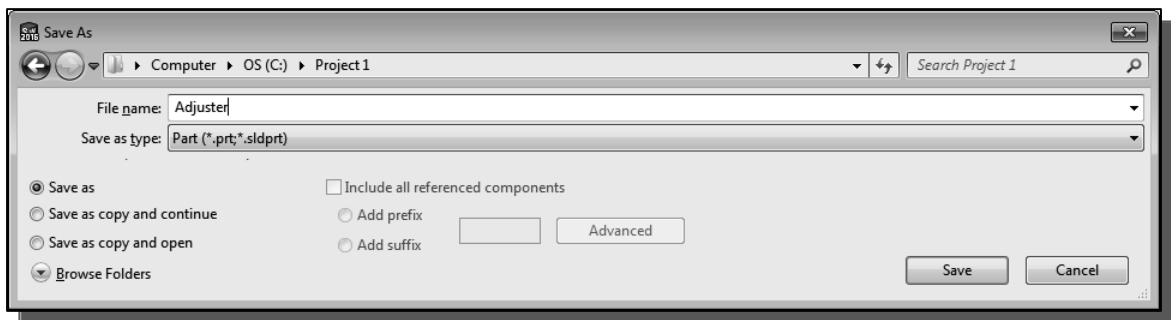 SW
2016
Save As
Computer OS (C:) Project 1
Search Project 1
File name: Adjuster
Save as type: Part (*.prt;*.sldprt)
Save as
Include all referenced components
Save as copy and continue
Add prefix
Advanced
Save as copy and open
Add suffix
Browse Folders
Save
Cancel